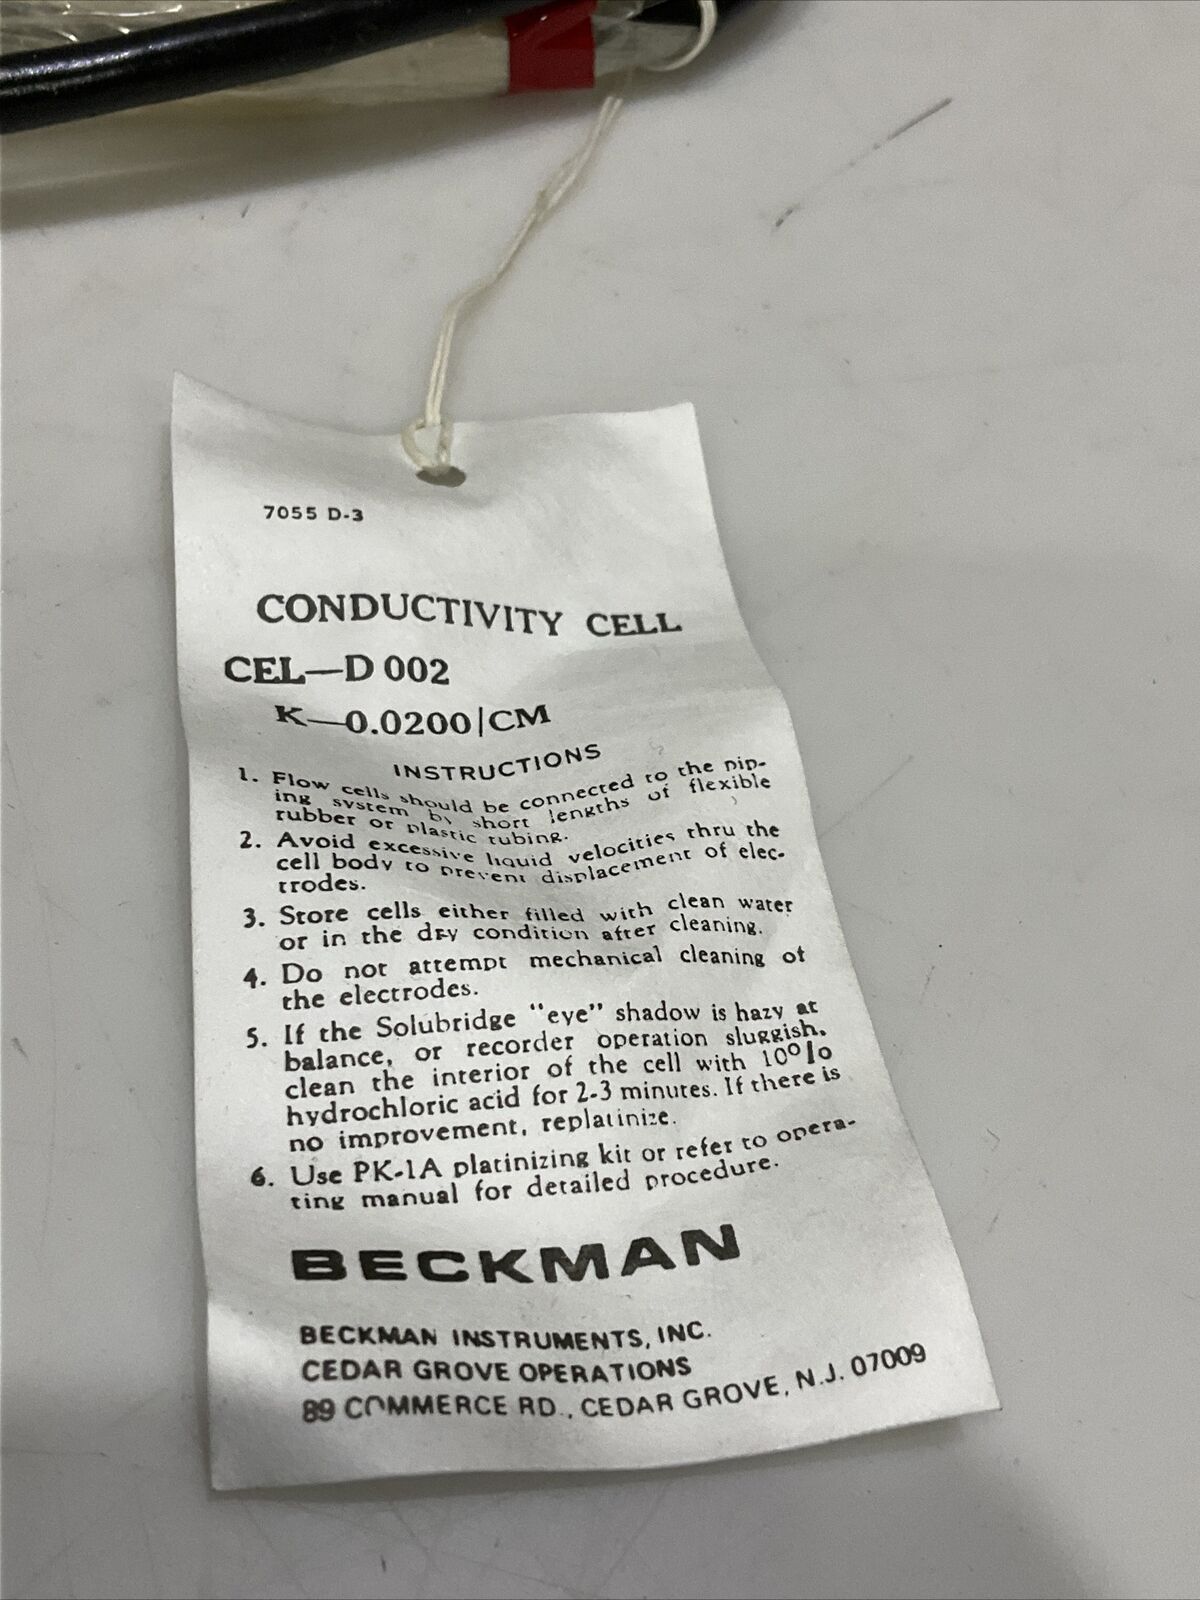 7055 D-3
CONDUCTIVITY CELL
CEL—D 002
K—0.0200/CM
INSTRUCTIONS
1. Flow cells should be connected to the pip-
ing system by short lengths of flexible
rubber or plastic tubing.
2. Avoid excessive liquid velocities thru the
cell body to prevent displacement of elec-
trodes.
3. Store cells either filled with clean water
or in the dry condition after cleaning.
4. Do not attempt mechanical cleaning of
the electrodes.
5. If the Solubridge "eye" shadow is hazy at
balance, or recorder operation sluggish,
clean the interior of the cell with 10%
hydrochloric acid for 2-3 minutes. If there is
no improvement, replatinize.
6. Use PK-1A platinizing kit or refer to opera-
ting manual for detailed procedure.
BECKMAN
BECKMAN INSTRUMENTS, INC.
CEDAR GROVE OPERATIONS
89 COMMERCE RD., CEDAR GROVE, N.J. 07009